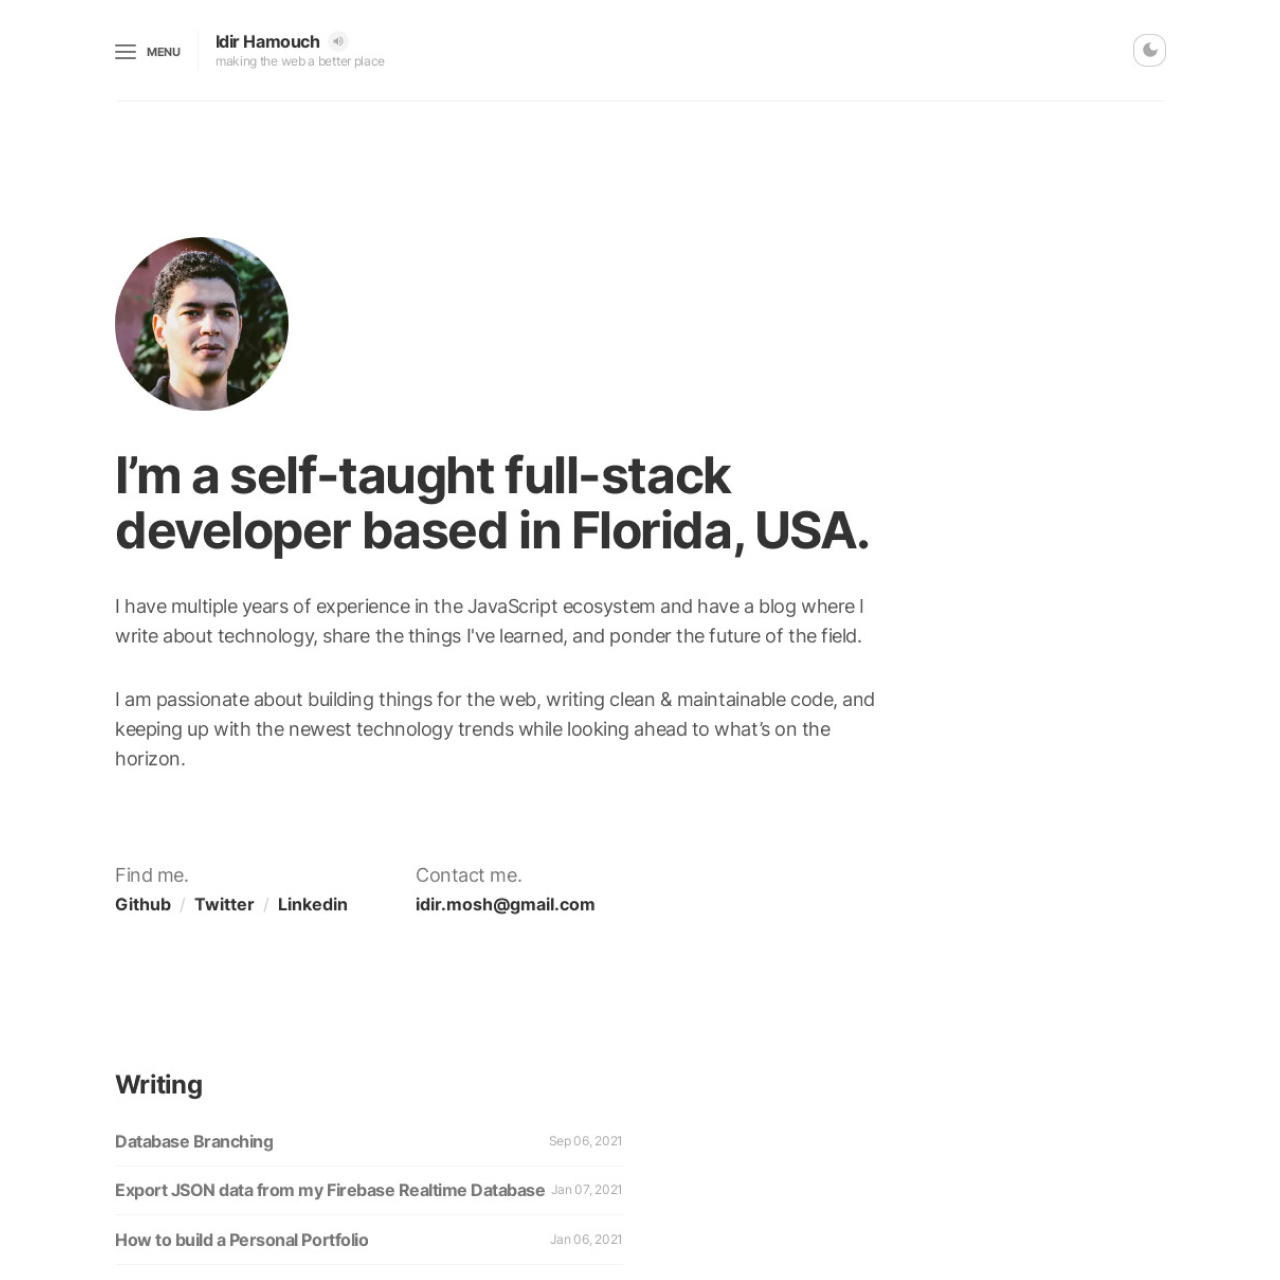 MENU
Idir Hamouch
making the web a better place
I’m a self-taught full-stack
developer based in Florida, USA.
I have multiple years of experience in the JavaScript ecosystem and have a blog where I
write about technology, share the things I've learned, and ponder the future of the field.
I am passionate about building things for the web, writing clean & maintainable code, and
keeping up with the newest technology trends while looking ahead to what’s on the
horizon.
Find me.
Github / Twitter / Linkedin
Contact me.
idir.mosh@gmail.com
Writing
Database Branching Sep 06, 2021
Export JSON data from my Firebase Realtime Database Jan 07, 2021
How to build a Personal Portfolio Jan 06, 2021